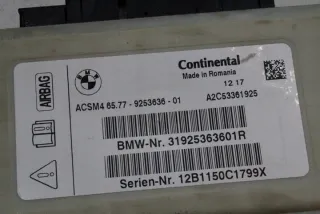 Continental
Made in Romania
12 17
AIRBAG
BMW
ACSM4 65.77 - 9253636 - 01 A2C53361925
BMW-Nr. 31925363601R
Serien-Nr. 12B1150C1799X